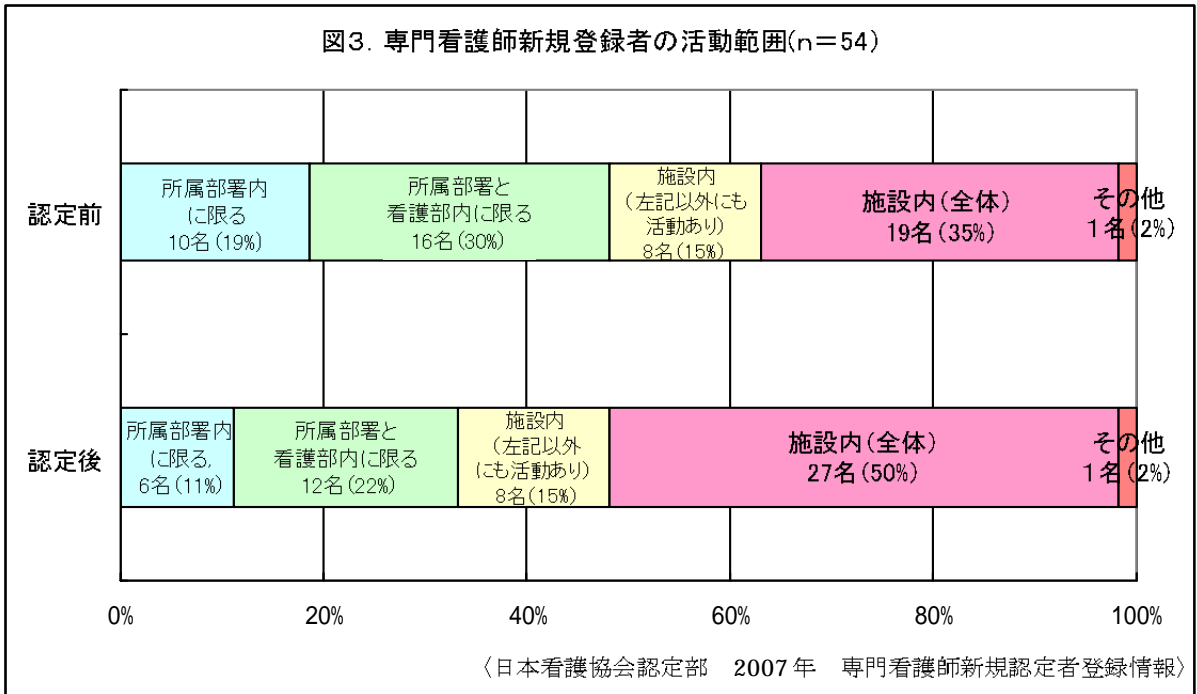 図3. 専門看護師新規登録者の活動範囲(n=54)
認定前
所属部署内
に限る
10名(19%)
所属部署と
看護部内に限る
16名(30%)
施設内
(左記以外にも
活動あり)
8名(15%)
施設内(全体)
19名(35%)
その他
1名(2%)
認定後
所属部署内
に限る,
6名(11%)
所属部署と
看護部内に限る
12名(22%)
施設内
(左記以外
にも活動あり)
8名(15%)
施設内(全体)
27名(50%)
その他
1名(2%)
0% 20% 40% 60% 80% 100%
〈日本看護協会認定部 2007年 専門看護師新規認定者登録情報〉